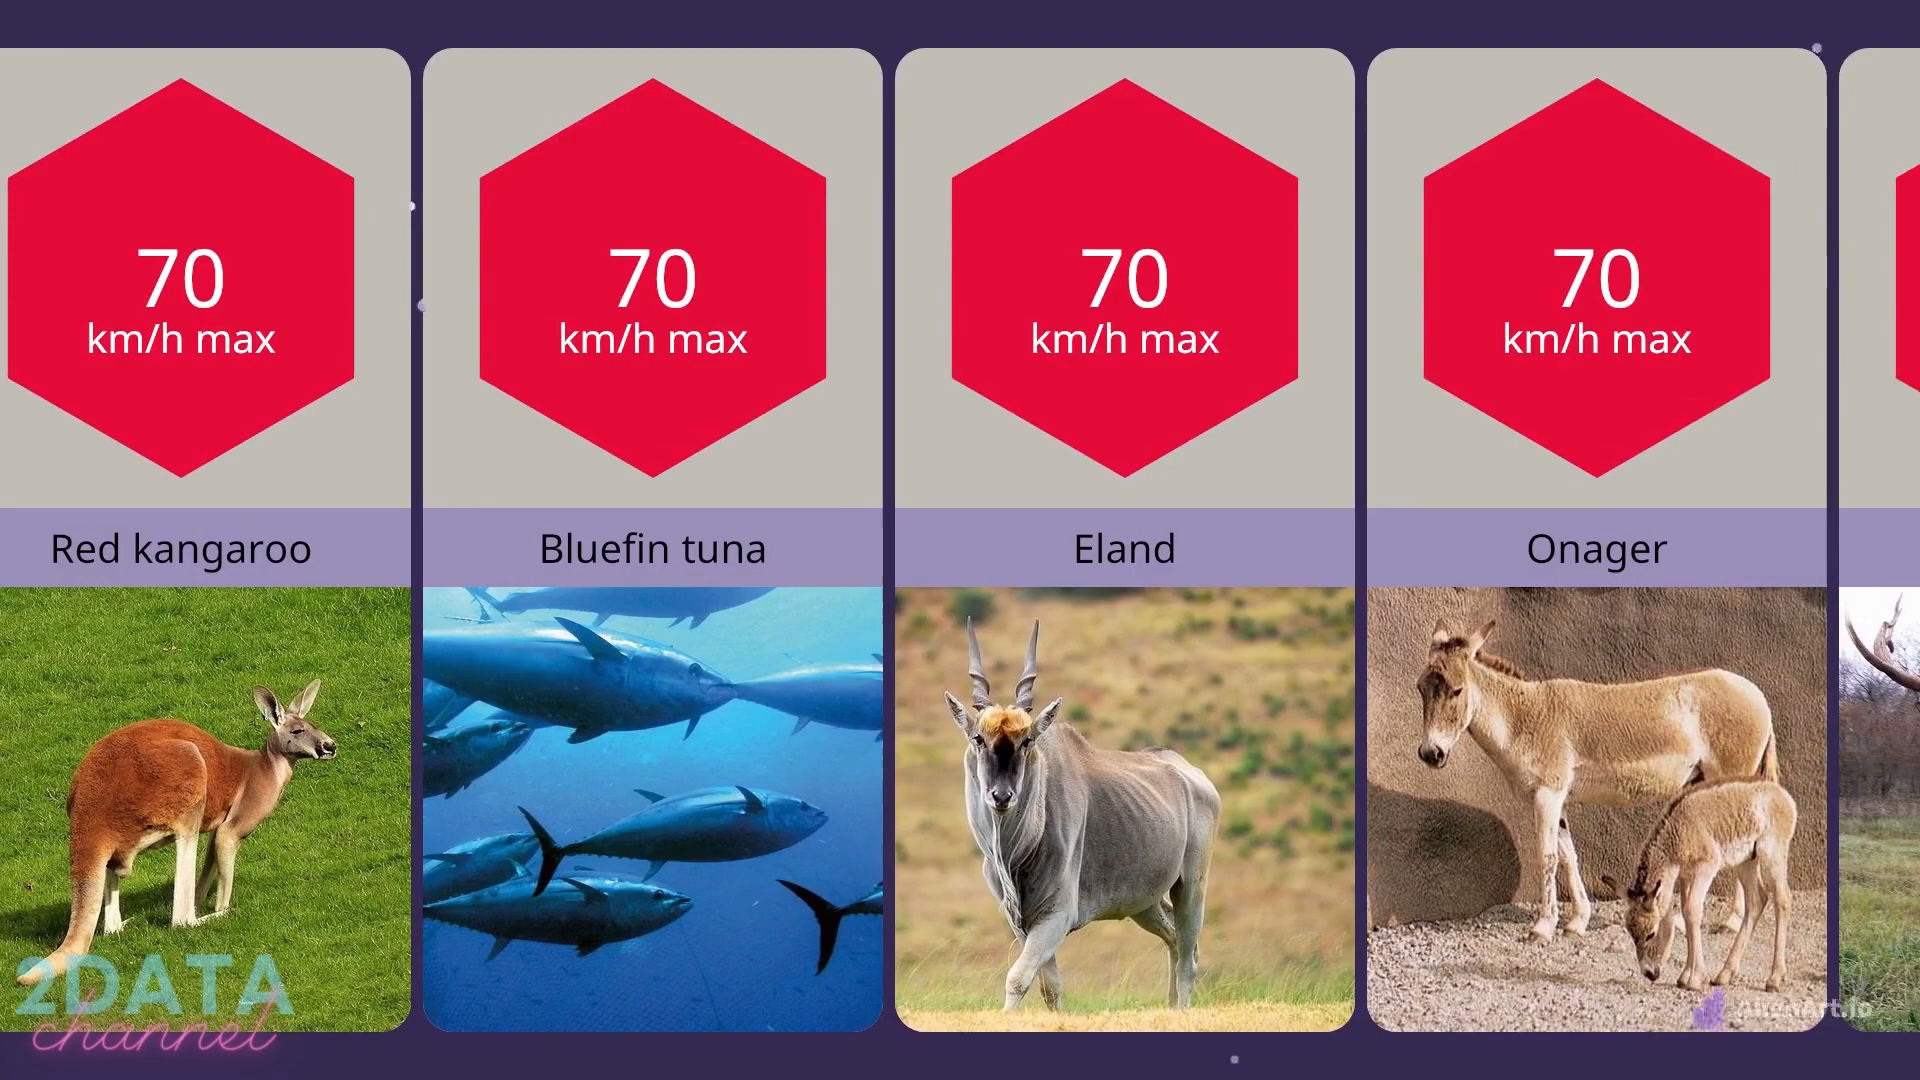 70
km/h max
Red kangaroo
70
km/h max
Bluefin tuna
70
km/h max
Eland
70
km/h max
Onager
2DATA
channel